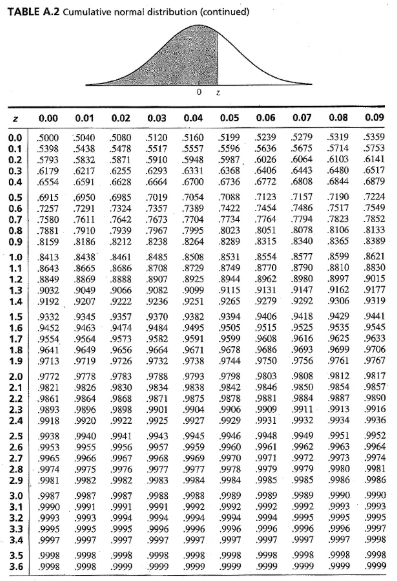 TABLE A.2 Cumulative normal distribution (continued)
0 z
z 0.00 0.01 0.02 0.03 0.04 0.05 0.06 0.07 0.08 0.09
0.0 .5000 .5040 .5080 .5120 .5160 .5199 .5239 .5279 .5319 .5359
0.1 .5398 .5438 .5478 .5517 .5557 .5596 .5636 .5675 .5714 .5753
0.2 .5793 .5832 .5871 .5910 .5948 .5987 .6026 .6064 .6103 .6141
0.3 .6179 .6217 .6255 .6293 .6331 .6368 .6406 .6443 .6480 .6517
0.4 .6554 .6591 .6628 .6664 .6700 .6736 .6772 .6808 .6844 .6879
0.5 .6915 .6950 .6985 .7019 .7054 .7088 .7123 .7157 .7190 .7224
0.6 .7257 .7291 .7324 .7357 .7389 .7422 .7454 .7486 .7517 .7549
0.7 .7580 .7611 .7642 .7673 .7704 .7734 .7764 .7794 .7823 .7852
0.8 .7881 .7910 .7939 .7967 .7995 .8023 .8051 .8078 .8106 .8133
0.9 .8159 .8186 .8212 .8238 .8264 .8289 .8315 .8340 .8365 .8389
1.0 .8413 .8438 .8461 .8485 .8508 .8531 .8554 .8577 .8599 .8621
1.1 .8643 .8665 .8686 .8708 .8729 .8749 .8770 .8790 .8810 .8830
1.2 .8849 .8869 .8888 .8907 .8925 .8944 .8962 .8980 .8997 .9015
1.3 .9032 .9049 .9066 .9082 .9099 .9115 .9131 .9147 .9162 .9177
1.4 .9192 .9207 .9222 .9236 .9251 .9265 .9279 .9292 .9306 .9319
1.5 .9332 .9345 .9357 .9370 .9382 .9394 .9406 .9418 .9429 .9441
1.6 .9452 .9463 .9474 .9484 .9495 .9505 .9515 .9525 .9535 .9545
1.7 .9554 .9564 .9573 .9582 .9591 .9599 .9608 .9616 .9625 .9633
1.8 .9641 .9649 .9656 .9664 .9671 .9678 .9686 .9693 .9699 .9706
1.9 .9713 .9719 .9726 .9732 .9738 .9744 .9750 .9756 .9761 .9767
2.0 .9772 .9778 .9783 .9788 .9793 .9798 .9803 .9808 .9812 .9817
2.1 .9821 .9826 .9830 .9834 .9838 .9842 .9846 .9850 .9854 .9857
2.2 .9861 .9864 .9868 .9871 .9875 .9878 .9881 .9884 .9887 .9890
2.3 .9893 .9896 .9898 .9901 .9904 .9906 .9909 .9911 .9913 .9916
2.4 .9918 .9920 .9922 .9925 .9927 .9929 .9931 .9932 .9934 .9936
2.5 .9938 .9940 .9941 .9943 .9945 .9946 .9948 .9949 .9951 .9952
2.6 .9953 .9955 .9956 .9957 .9959 .9960 .9961 .9962 .9963 .9964
2.7 .9965 .9966 .9967 .9968 .9969 .9970 .9971 .9972 .9973 .9974
2.8 .9974 .9975 .9976 .9977 .9977 .9978 .9979 .9979 .9980 .9981
2.9 .9981 .9982 .9982 .9983 .9984 .9984 .9985 .9985 .9986 .9986
3.0 .9987 .9987 .9987 .9988 .9988 .9989 .9989 .9989 .9990 .9990
3.1 .9990 .9991 .9991 .9991 .9992 .9992 .9992 .9992 .9993 .9993
3.2 .9993 .9993 .9994 .9994 .9994 .9994 .9994 .9995 .9995 .9995
3.3 .9995 .9995 .9995 .9996 .9996 .9996 .9996 .9996 .9996 .9997
3.4 .9997 .9997 .9997 .9997 .9997 .9997 .9997 .9997 .9997 .9998
3.5 .9998 .9998 .9998 .9998 .9998 .9998 .9998 .9998 .9998 .9998
3.6 .9998 .9998 .9999 .9999 .9999 .9999 .9999 .9999 .9999 .9999